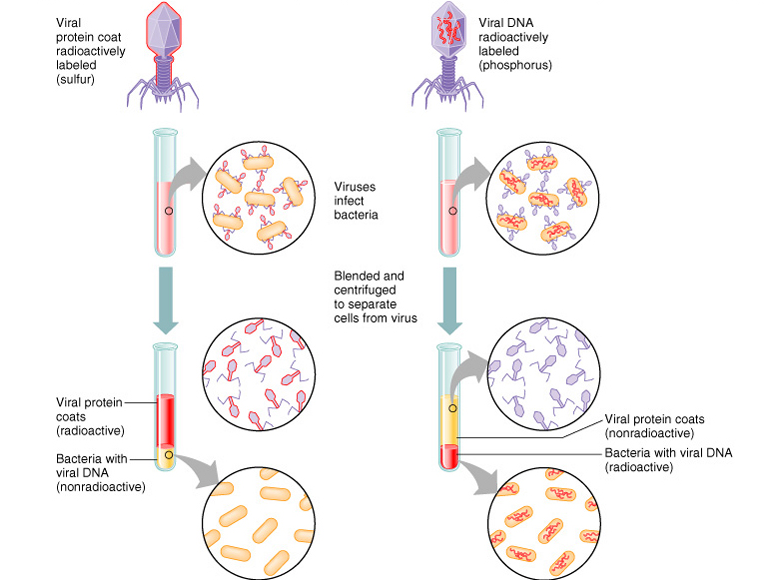 Viral
protein coat
radioactively
labeled
(sulfur)
Viral DNA
radioactively
labeled
(phosphorus)
Viruses
infect
bacteria
Blended and
centrifuged
to separate
cells from virus
Viral protein
coats
(radioactive)
Bacteria with
viral DNA
(nonradioactive)
Viral protein coats
(nonradioactive)
Bacteria with viral DNA
(radioactive)